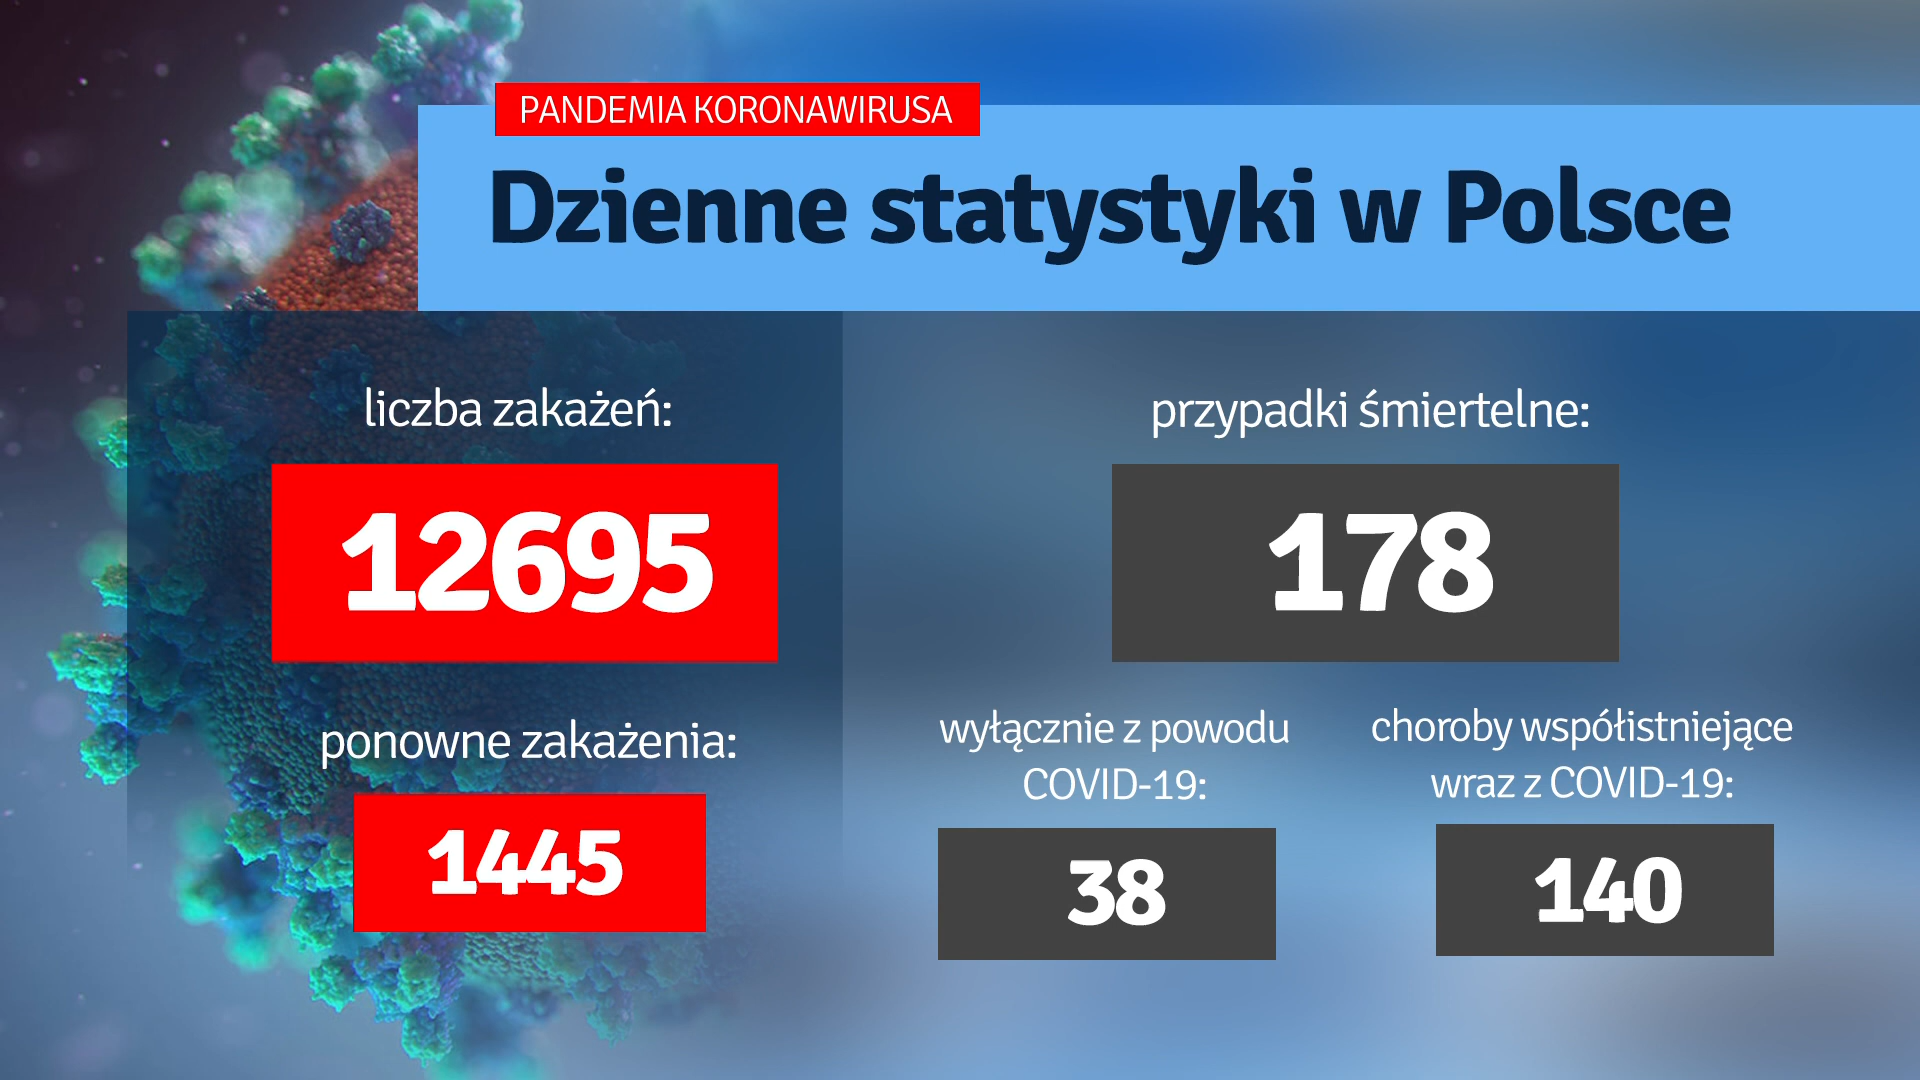 PANDEMIA KORONAWIRUSA
Dzienne statystyki w Polsce
liczba zakażeń:
12695
ponowne zakażenia:
1445
przypadki śmiertelne:
178
wyłącznie z powodu
COVID-19:
38
choroby współistniejące
wraz z COVID-19:
140